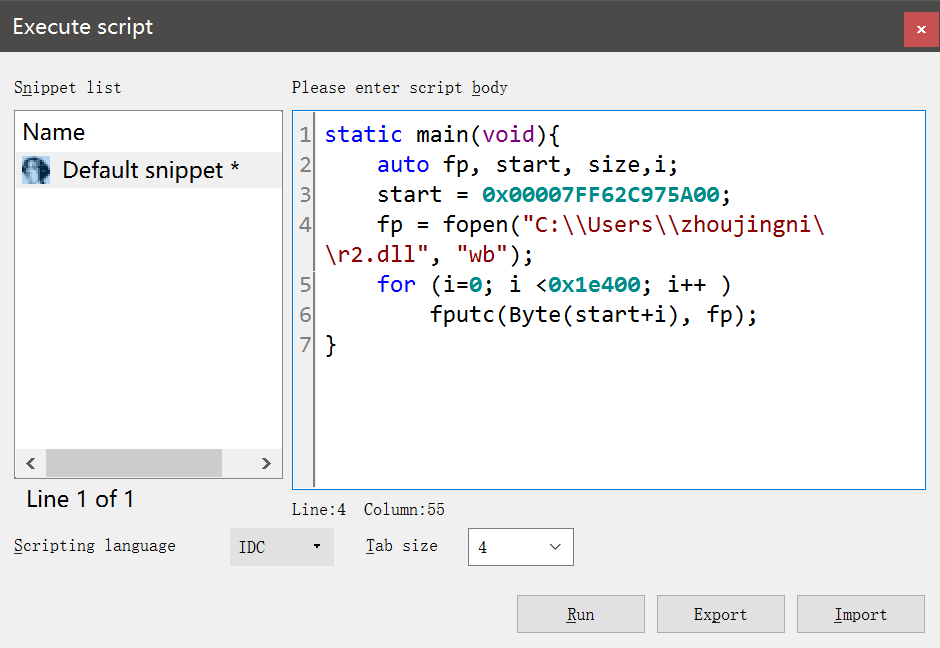 Execute script
Snippet list
Please enter script body
Name
Default snippet *
1 static main(void){
2 auto fp, start, size,i;
3 start = 0x00007FF62C975A00;
4 fp = fopen("C:\\Users\\zhoujingni\
\r2.dll", "wb");
5 for (i=0; i <0x1e400; i++ )
6 fputc(Byte(start+i), fp);
7 }
Line 1 of 1
Line:4 Column:55
Scripting language
IDC
Tab size
4
Run
Export
Import